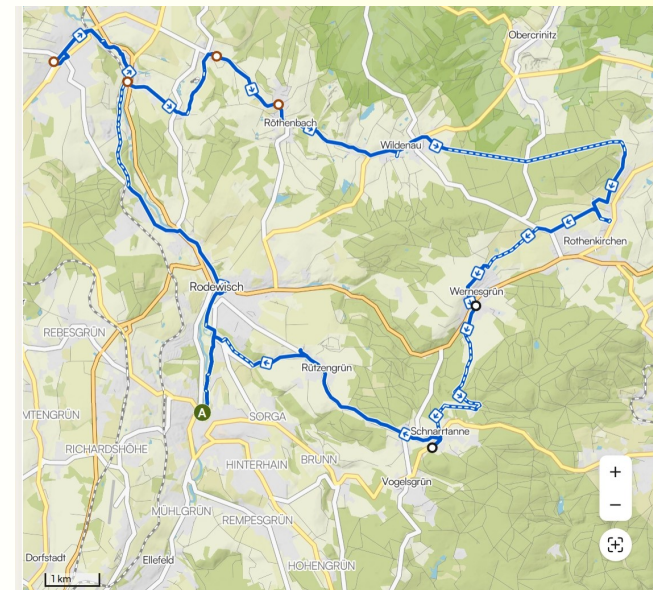 Obercrinitz
Röthenbach
Wildenau
Rothenkirchen
Rodewisch
Wernesgrün
REBESGRÜN
Rützengrün
A
MTENGRÜN
SORGA
Schnarrtanne
RICHARDSHÖHE
BRUNN
HINTERHAIN
Vogelsgrün
+
−
MÜHLGRÜN
REMPESGRÜN
Dorfstadt
Ellefeld
HOHENGRÜN
1 km